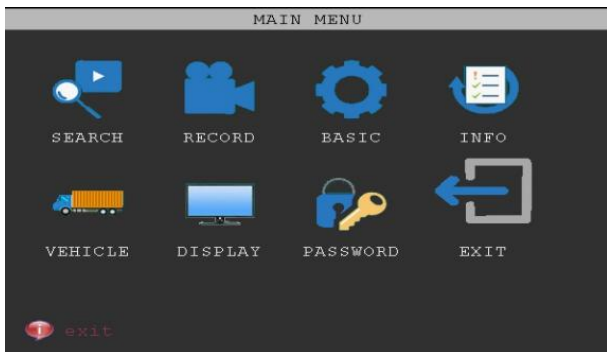 MAIN MENU
SEARCH RECORD BASIC INFO
VEHICLE DISPLAY PASSWORD EXIT
exit